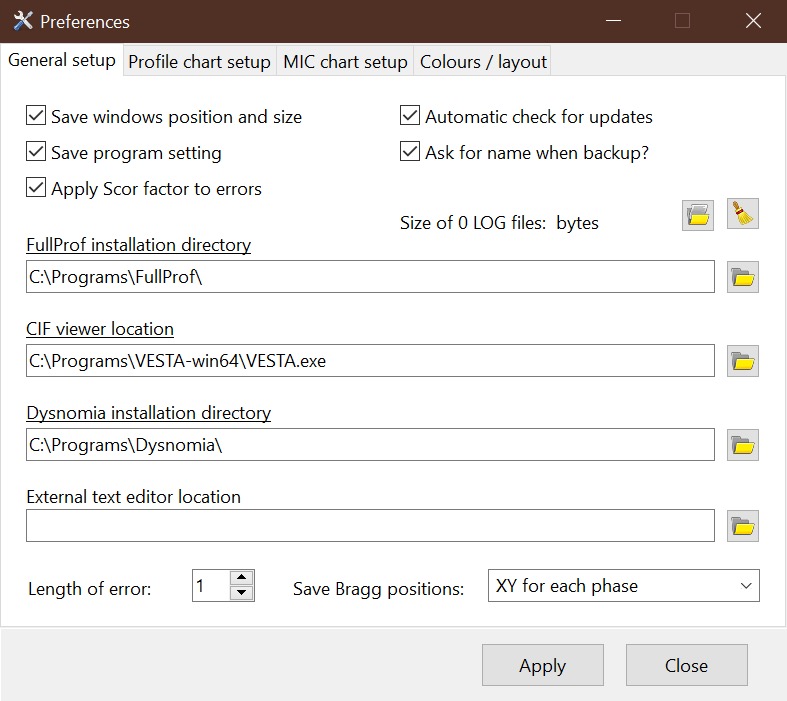 Preferences
General setup
Profile chart setup
MIC chart setup
Colours / layout
Save windows position and size
Automatic check for updates
Save program setting
Ask for name when backup?
Apply Scor factor to errors
Size of 0 LOG files:  bytes
FullProf installation directory
C:\Programs\FullProf\
CIF viewer location
C:\Programs\VESTA-win64\VESTA.exe
Dysnomia installation directory
C:\Programs\Dysnomia\
External text editor location
Length of error:
1
Save Bragg positions:
XY for each phase
Apply
Close